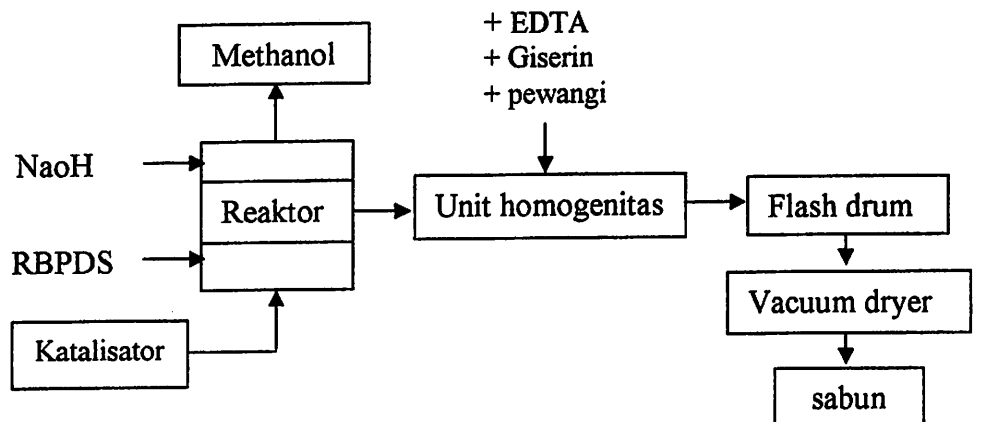 + EDTA
+ Giserin
+ pewangi
Methanol
NaoH
Reaktor
Unit homogenitas
Flash drum
RBPDS
Vacuum dryer
Katalisator
sabun